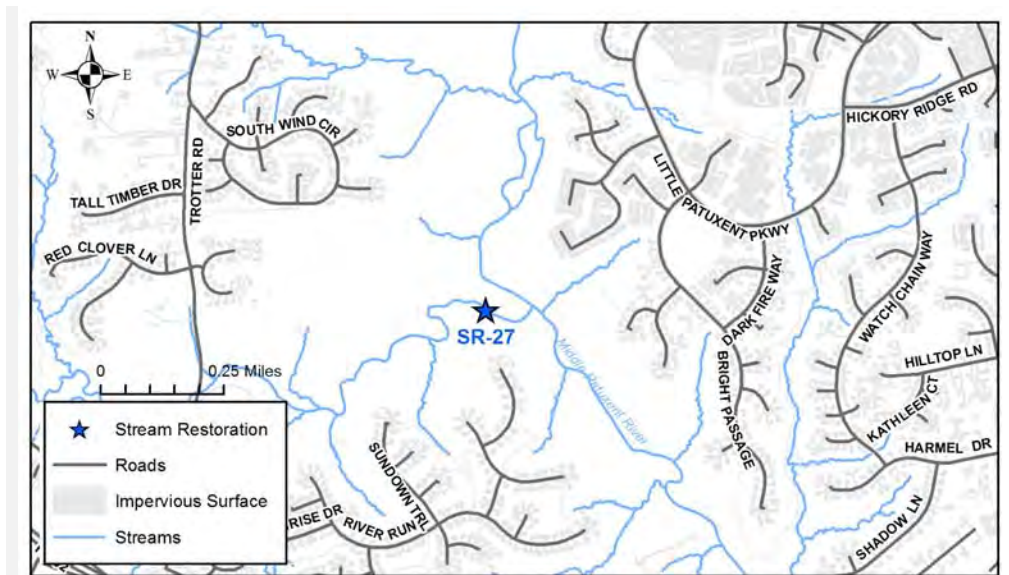 N
W E
S
HICKORY RIDGE RD
SOUTH WIND CIR
TROTTER RD
TALL TIMBER DR
LITTLE PATUXENT PKWY
RED CLOVER LN
DARK FIRE WAY
WATCH CHAIN WAY
SR-27
Middle Patuxent River
HILLTOP LN
0 0.25 Miles
BRIGHT PASSAGE
KATHLEEN CT
HARMEL DR
Stream Restoration
Roads
Impervious Surface
Streams
SUNDOWN TRL
RISE DR
RIVER RUN
SHADOW LN